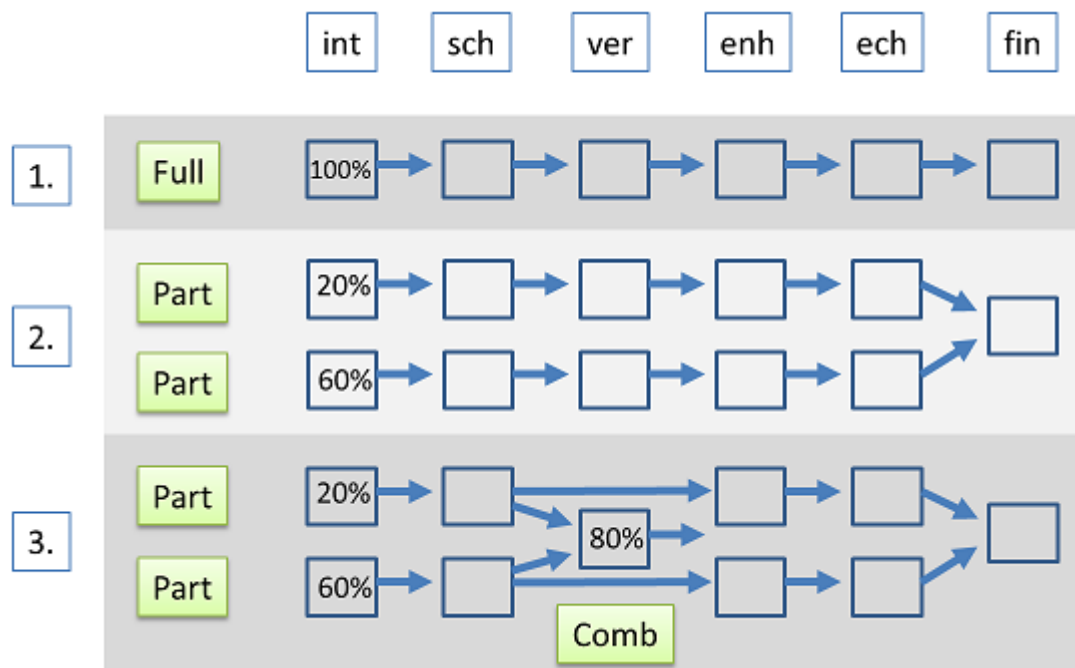 int sch ver enh ech fin
1. Full 100%
Part 20%
2.
Part 60%
Part 20%
3. 80%
Part 60%
Comb